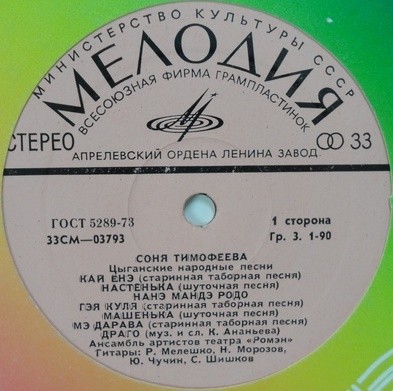 МИНИСТЕРСТВО КУЛЬТУРЫ СССР
МЕЛОДИЯ
ВСЕСОЮЗНАЯ ФИРМА ГРАМПЛАСТИНОК
СТЕРЕО 33
АПРЕЛЕВСКИЙ ОРДЕНА ЛЕНИНА ЗАВОД
ГОСТ 5289-73 1 сторона
33СМ—03793 Гр. 3. 1-90
СОНЯ ТИМОФЕЕВА
Цыганские народные песни
КАЙ ЕНЭ (старинная таборная песня)
НАСТЕНЬКА (шуточная песня)
НАНЭ МАНДЭ РОДО
ГЭЯ КУЛЯ (старинная таборная песня)
МАШЕНЬКА (шуточная песня)
МЭ ДАРАВА (старинная таборная песня)
ДРАГО (муз. и сл. К. Ананьева)
Ансамбль артистов театра «Ромэн»
Гитары: Р. Мелешко, Н. Морозов,
Ю. Чучин, С. Шишков